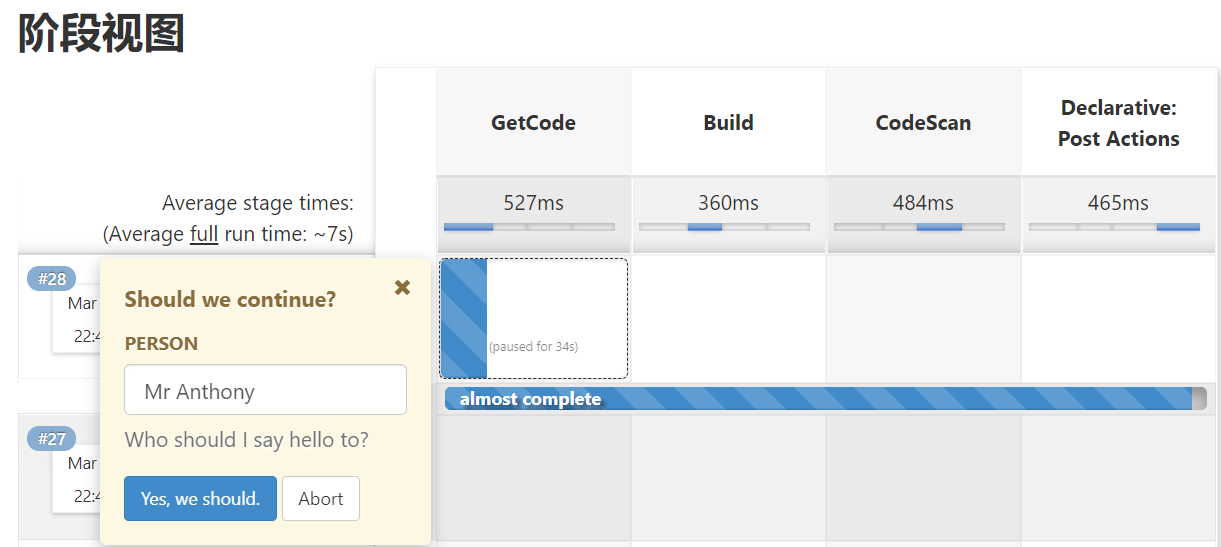 阶段视图
GetCode
Build
CodeScan
Declarative:
Post Actions
Average stage times:
(Average full run time: ~7s)
527ms
360ms
484ms
465ms
#28
Mar
22:4
Should we continue?
PERSON
Mr Anthony
Who should I say hello to?
Yes, we should.
Abort
(paused for 34s)
almost complete
#27
Mar
22:4